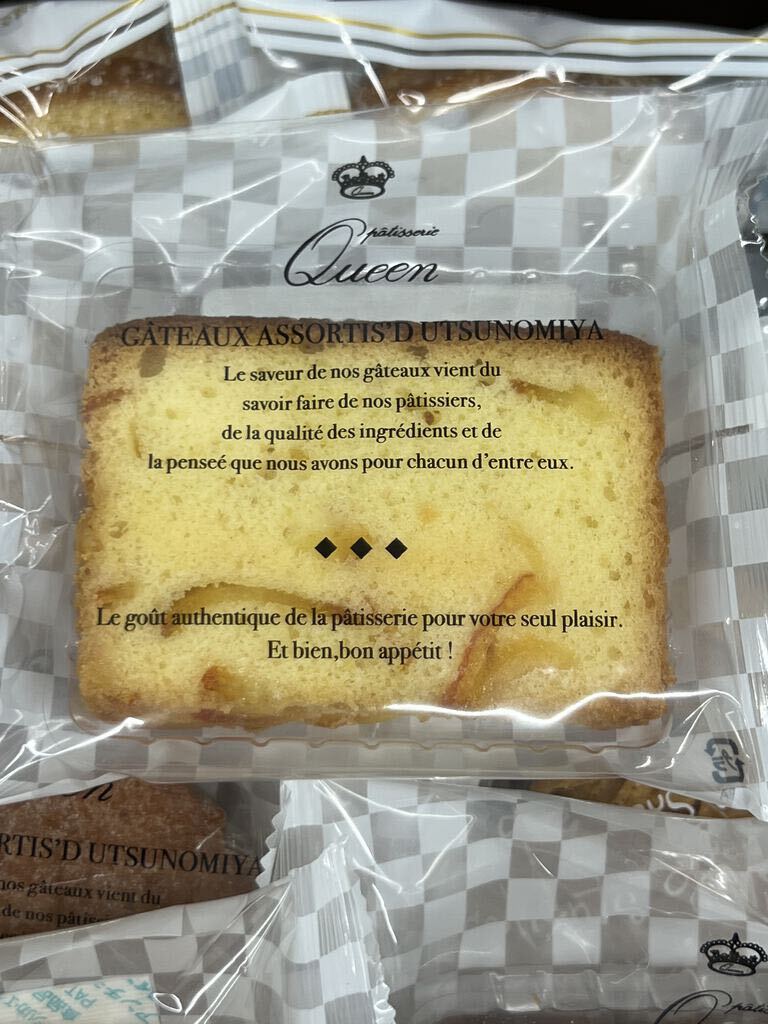 pâtisserie
Queen
GÂTEAUX ASSORTIS'D UTSUNOMIYA
Le saveur de nos gâteaux vient du
savoir faire de nos pâtissiers,
de la qualité des ingrédients et de
la penseé que nous avons pour chacun d'entre eux.
Le goût authentique de la pâtisserie pour votre seul plaisir.
Et bien,bon appétit !
RTIS'D UTSUNOMIYA
nos gâteaux vient du
de nos pâtis
PAT